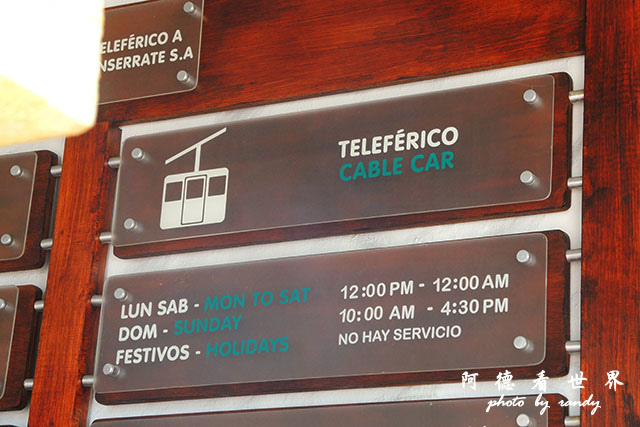 TELEFÉRICO A
NSERRATE S.A
TELEFÉRICO
CABLE CAR
LUN SAB - MON TO SAT 12:00 PM - 12:00 AM
DOM - SUNDAY 10:00 AM - 4:30 PM
FESTIVOS - HOLIDAYS NO HAY SERVICIO
阿德看世界
photo by randy